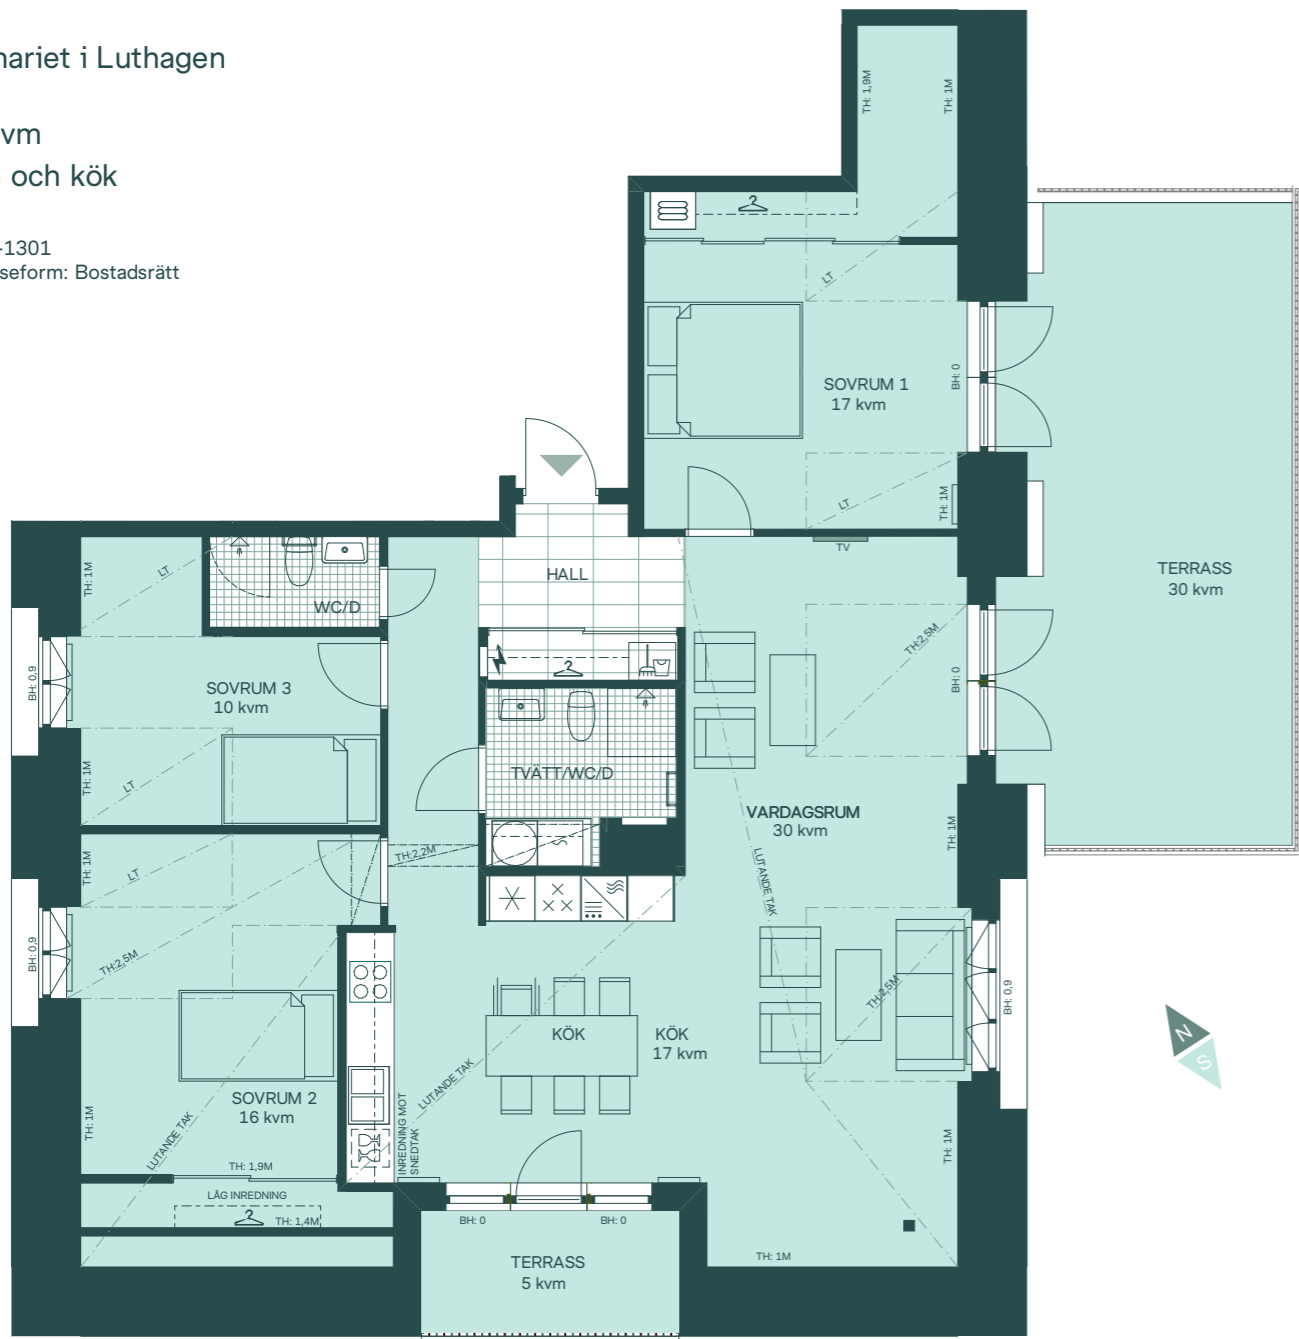 nariet i Luthagen
vm
och kök
-1301
seform: Bostadsrätt
TH: 1,9M
TH: 1M
LT
SOVRUM 1
17 kvm
BH: 0
LT
TH: 1M
TV
TERRASS
30 kvm
HALL
WC/D
TH: 1M
LT
SOVRUM 3
10 kvm
BH: 0,9
TH: 1M
LT
TVÄTT/WC/D
TH:2,5M
BH: 0
VARDAGSRUM
30 kvm
TH: 1M
LUTANDE TAK
TH:2,2M
TH: 1M
LT
TH:2,5M
BH: 0,9
SOVRUM 2
16 kvm
TH: 1M
LUTANDE TAK
TH: 1,9M
LÅG INREDNING
TH: 1,4M
KÖK
KÖK
17 kvm
LUTANDE TAK
INREDNING MOT
SNEDTAK
TH:2,5M
BH: 0,9
TH: 1M
N
S
BH: 0
BH: 0
TERRASS
5 kvm
TH: 1M